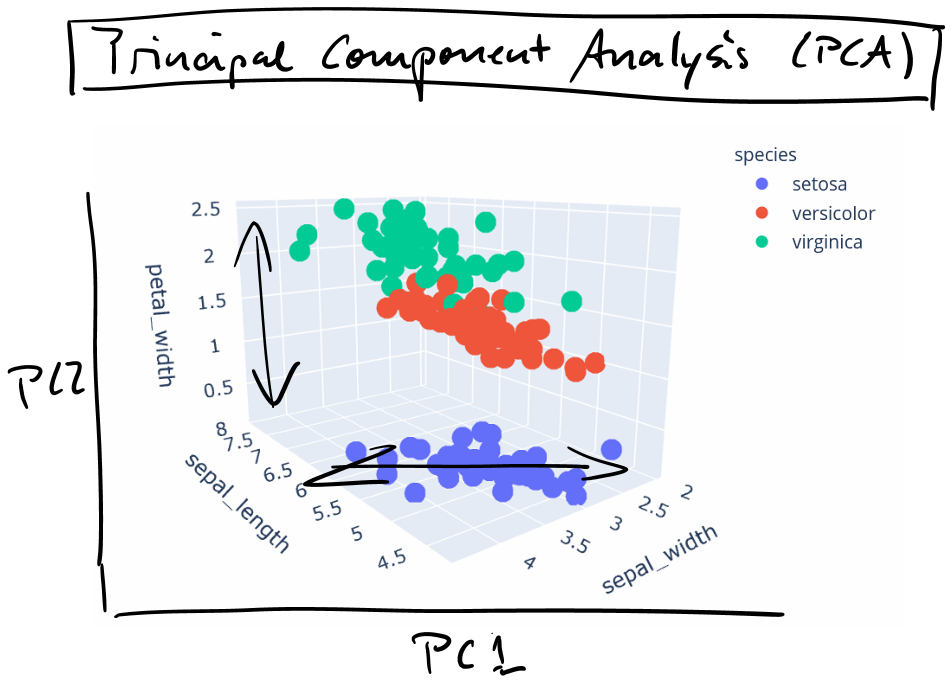 Principal Component Analysis (PCA)
species
setosa
versicolor
virginica
2.5
2
1.5
1
0.5
petal_width
PC2
8
7.5
7
6.5
6
5.5
5
4.5
sepal_length
4
3.5
3
2.5
2
sepal_width
PC1